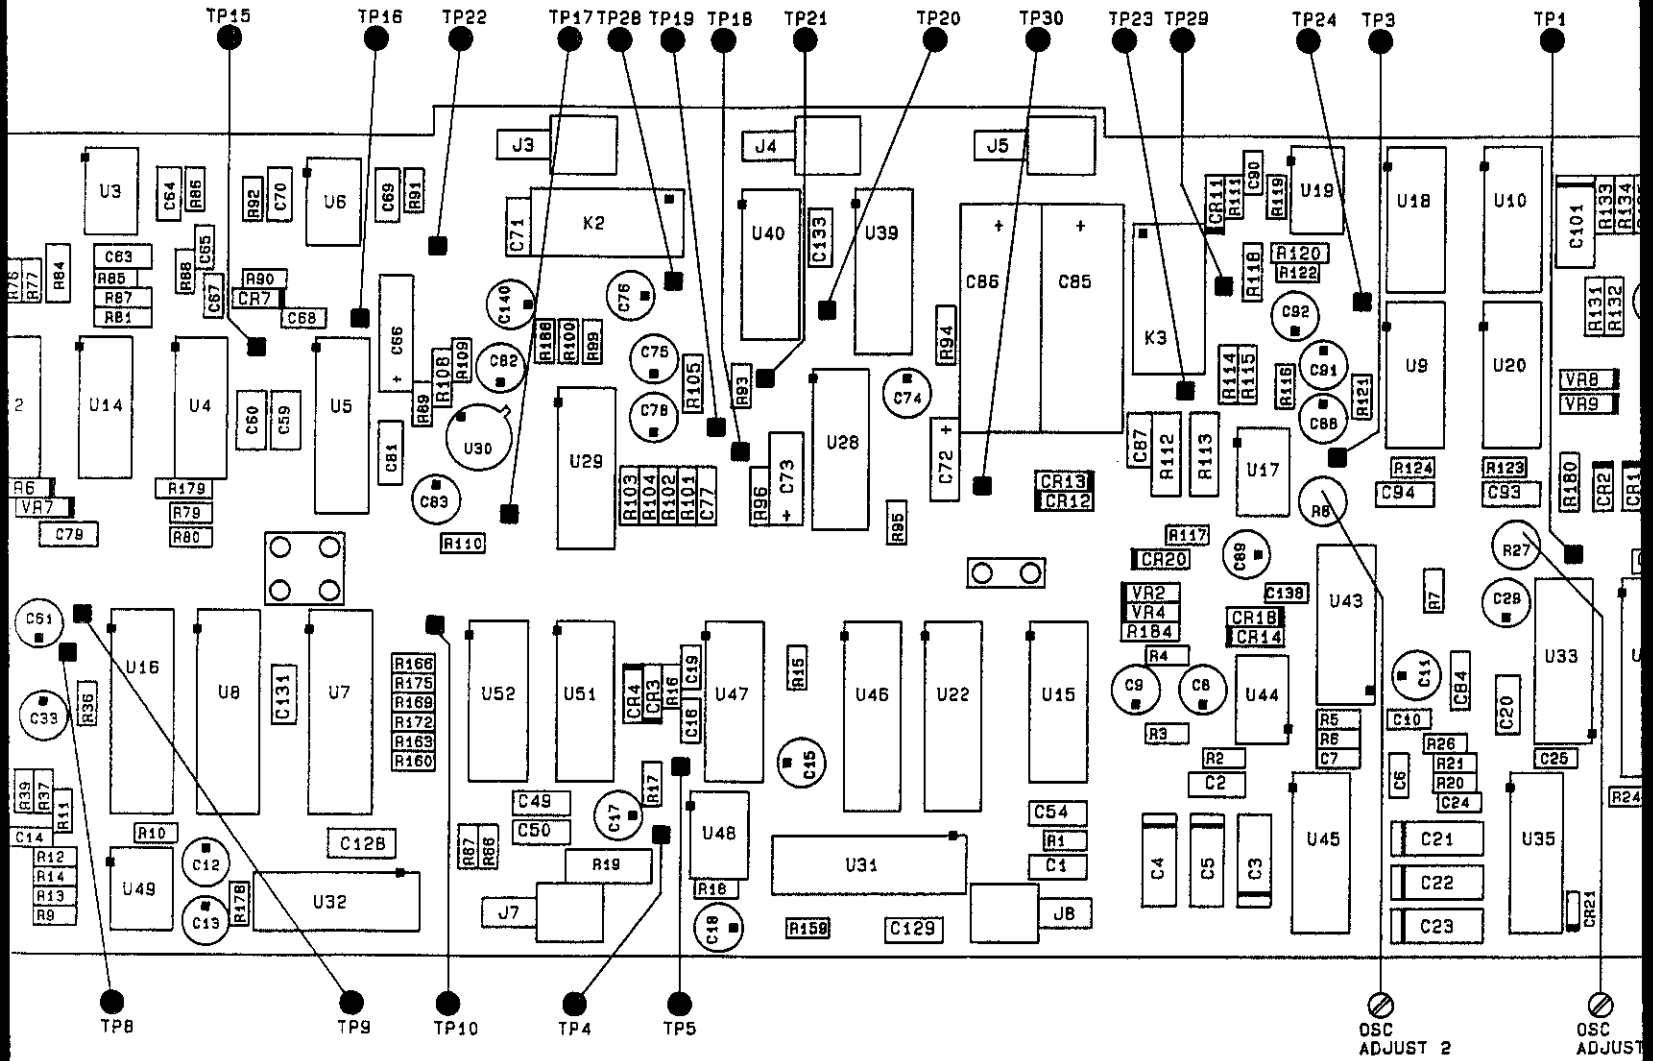 TP15 TP16 TP22 TP17 TP28 TP19 TP18 TP21 TP20 TP30 TP23 TP29 TP24 TP3 TP1
J3 J4 J5
U3 C64 R86 R92 C70 U6 C69 R91 C71 K2 U40 C133 U39 C86 C85 CR11 R111 C90 R119 U19 U18 U10 C101 R133 R134
R76 R77 R84 C63 R85 R87 R81 R88 C65 C67 R90 CR7 C68 C66 C140 C76 K3 R118 R120 R122 C92 R131 R132
R109 R108 R89 C82 R188 R100 R99 C75 R105 R93 R94 R114 R115 R116 C91 R121 U9 U20 VR8 VR9
2 U14 U4 C60 C59 U5 C81 U30 C78 U28 C74 C72 C87 R112 R113 C88
R6 VR7 C79 R179 R79 R80 C83 R110 U29 R103 R104 R102 R101 C77 R96 C73 R95 CR13 CR12 U17 R124 C94 R123 C93 R180 CR2 CR1
R8 R27 R117 CR20 C89
C61 VR2 VR4 R184 C138 CR18 CR14 U43 R7 C29
U16 U8 C131 U7 R166 R175 R169 R172 R163 R160 U52 U51 CR4 CR3 R16 C19 C16 U47 R15 U46 U22 U15 R4 C9 C8 U44 C11 C84 C20 U33 U
C33 R36 R3 R5 R6 C7 C10
R39 R37 R11 C14 R17 C15 R2 C2 C6 R26 R21 R20 C24 C25 R24
R10 C12 C128 R67 R66 C49 C50 C17 U48 C54 R1 C1 C4 C5 C3 U45 C21 U35
R12 R14 R13 R9 U49 C13 R178 U32 R19 R18 U31 C22 C23 CR21
J7 C18 R159 C129 J8
TP8 TP9 TP10 TP4 TP5 OSC OSC
ADJUST 2 ADJUST